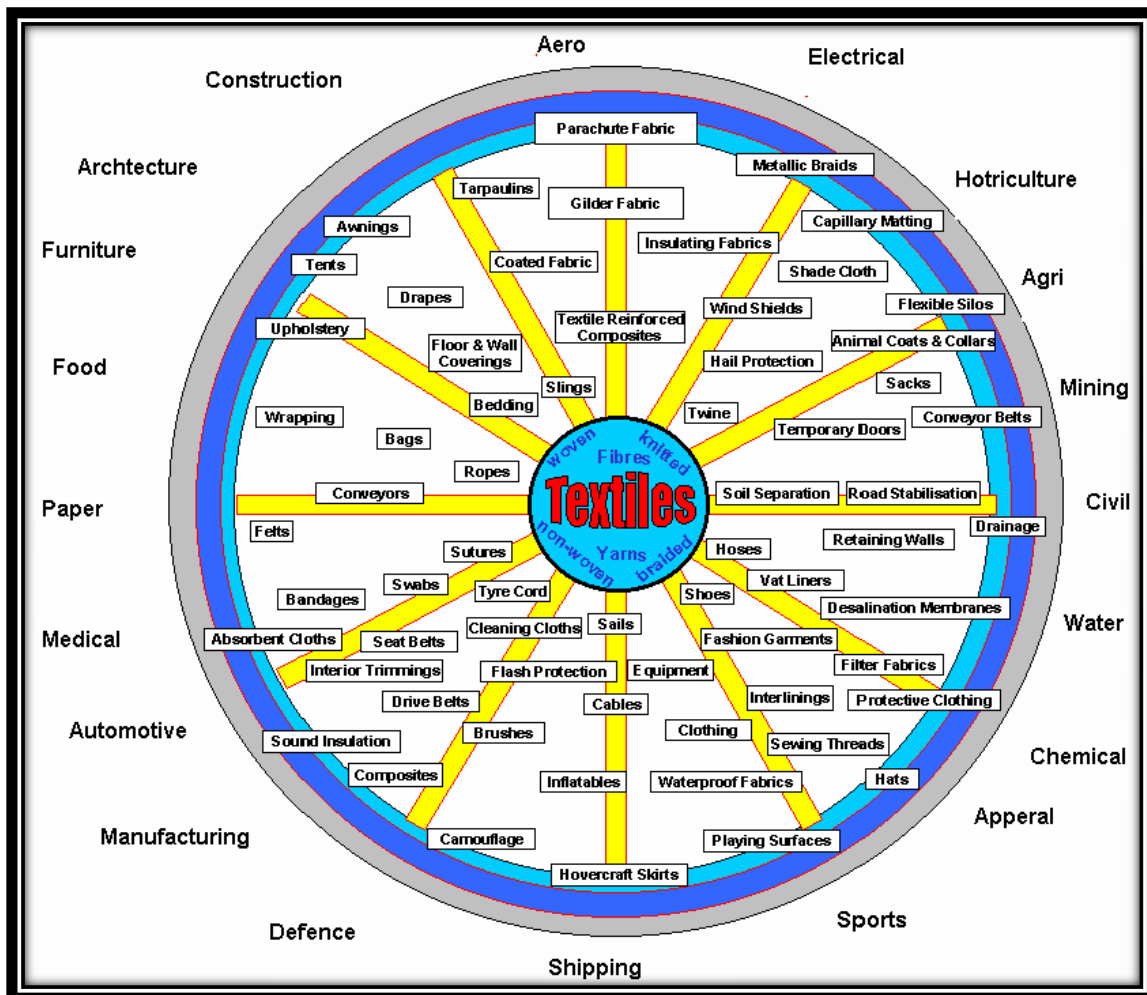 Aero
Electrical
Construction
Archtecture
Hotriculture
Furniture
Agri
Food
Mining
Paper
Civil
Medical
Water
Automotive
Chemical
Manufacturing
Apperal
Defence
Sports
Shipping
Parachute Fabric
Metallic Braids
Tarpaulins
Gilder Fabric
Capillary Matting
Awnings
Insulating Fabrics
Tents
Coated Fabric
Shade Cloth
Drapes
Flexible Silos
Wind Shields
Upholstery
Textile Reinforced
Composites
Animal Coats & Collars
Floor & Wall
Coverings
Hail Protection
Slings
Sacks
Bedding
Twine
Wrapping
Conveyor Belts
Temporary Doors
Bags
Ropes
Conveyors
Soil Separation
Road Stabilisation
Felts
Drainage
Retaining Walls
woven
knitted
Fibres
Textiles
non-woven
Yarns
braided
Sutures
Hoses
Swabs
Tyre Cord
Shoes
Vat Liners
Bandages
Desalination Membranes
Absorbent Cloths
Seat Belts
Cleaning Cloths
Sails
Fashion Garments
Interior Trimmmings
Flash Protection
Equipment
Filter Fabrics
Drive Belts
Cables
Interlinings
Protective Clothing
Sound Insulation
Brushes
Clothing
Sewing Threads
Composites
Inflatables
Waterproof Fabrics
Hats
Camouflage
Playing Surfaces
Hovercraft Skirts